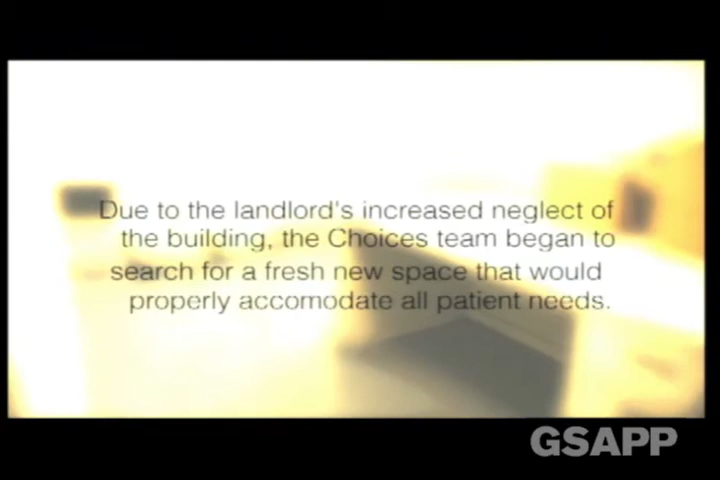 Due to the landlord's increased neglect of
the building, the Choices team began to
search for a fresh new space that would
properly accomodate all patient needs.
GSAPP